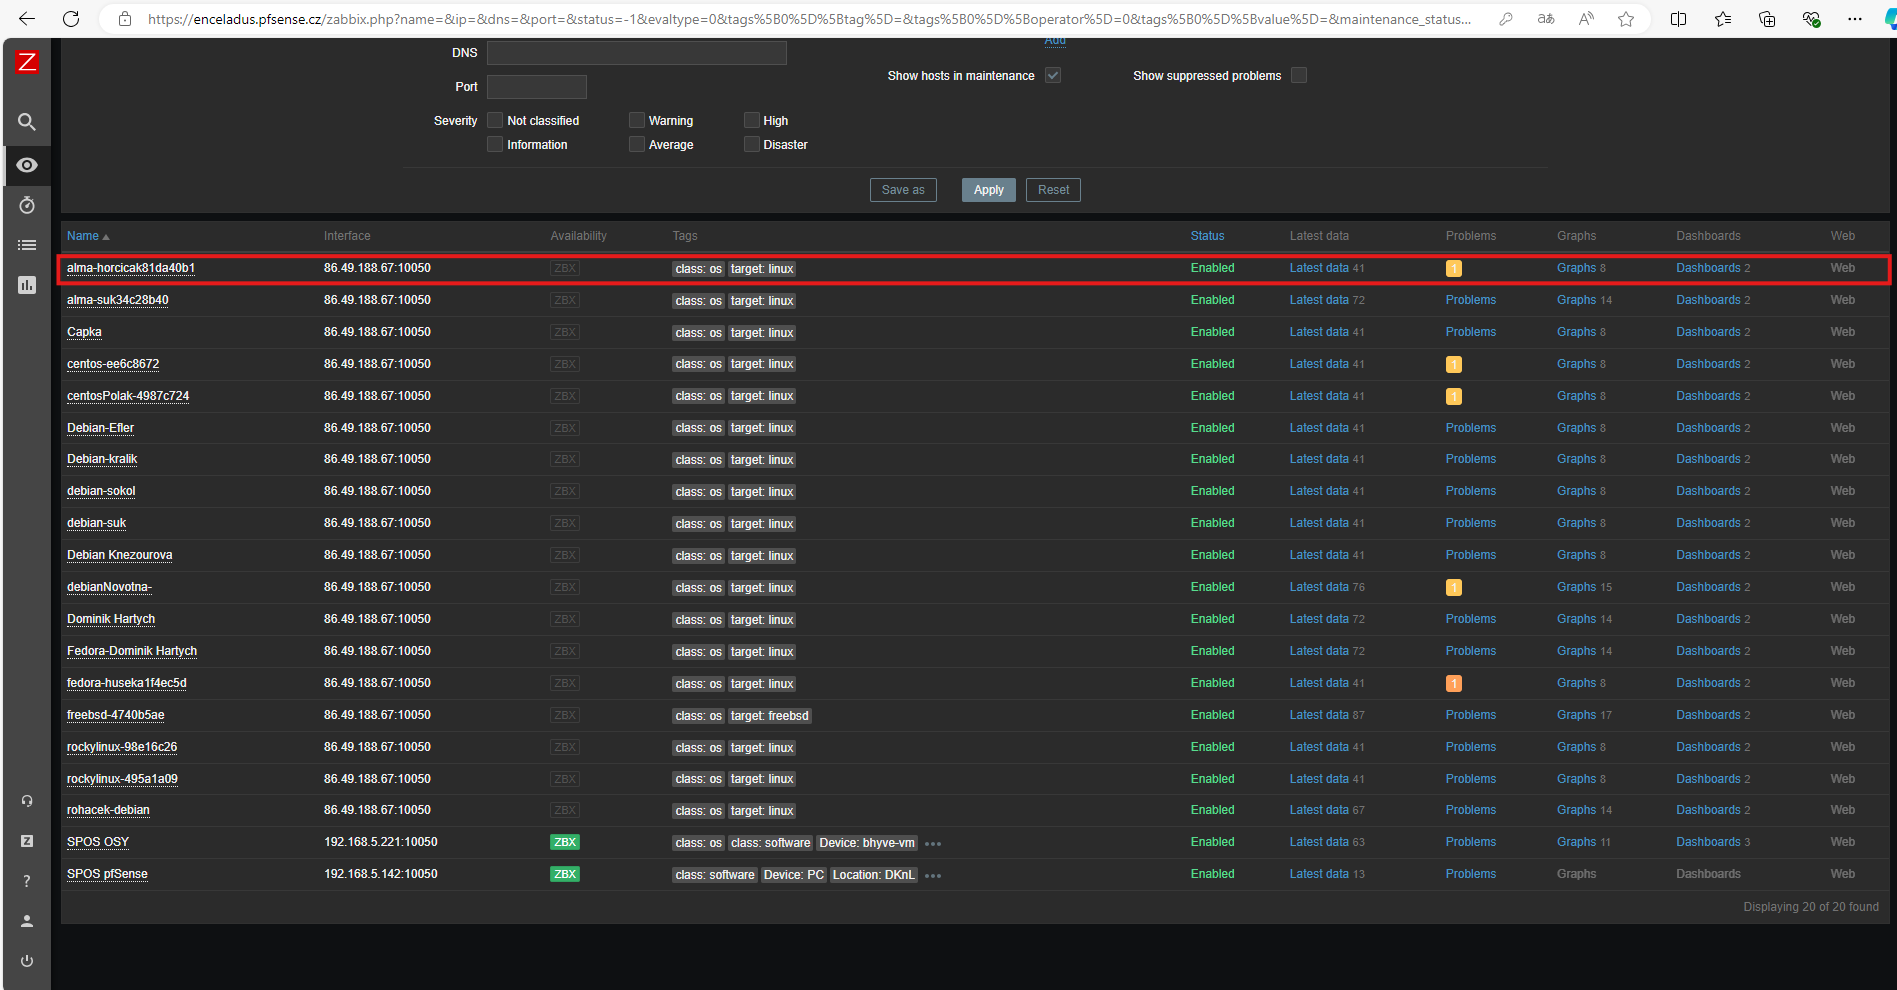 https://enceladus.pfsense.cz/zabbix.php?name=&ip=&dns=&port=&status=-1&evaltype=0&tags%5B0%5D%5Btag%5D=&tags%5B0%5D%5Boperator%5D=0&tags%5B0%5D%5Bvalue%5D=&maintenance_status...
Z
DNS Add
Show hosts in maintenance Show suppressed problems
Port
Severity Not classified Warning High
Information Average Disaster
Save as Apply Reset
Name Interface Availability Tags Status Latest data Problems Graphs Dashboards Web
alma-horcicak81da40b1 86.49.188.67:10050 ZBX class: os target: linux Enabled Latest data 41 1 Graphs 8 Dashboards 2 Web
alma-suk34c28b40 86.49.188.67:10050 ZBX class: os target: linux Enabled Latest data 72 Problems Graphs 14 Dashboards 2 Web
Capka 86.49.188.67:10050 ZBX class: os target: linux Enabled Latest data 41 Problems Graphs 8 Dashboards 2 Web
centos-ee6c8672 86.49.188.67:10050 ZBX class: os target: linux Enabled Latest data 41 1 Graphs 8 Dashboards 2 Web
centosPolak-4987c724 86.49.188.67:10050 ZBX class: os target: linux Enabled Latest data 41 1 Graphs 8 Dashboards 2 Web
Debian-Efler 86.49.188.67:10050 ZBX class: os target: linux Enabled Latest data 41 Problems Graphs 8 Dashboards 2 Web
Debian-kralik 86.49.188.67:10050 ZBX class: os target: linux Enabled Latest data 41 Problems Graphs 8 Dashboards 2 Web
debian-sokol 86.49.188.67:10050 ZBX class: os target: linux Enabled Latest data 41 Problems Graphs 8 Dashboards 2 Web
debian-suk 86.49.188.67:10050 ZBX class: os target: linux Enabled Latest data 41 Problems Graphs 8 Dashboards 2 Web
Debian Knezourova 86.49.188.67:10050 ZBX class: os target: linux Enabled Latest data 41 Problems Graphs 8 Dashboards 2 Web
debianNovotna- 86.49.188.67:10050 ZBX class: os target: linux Enabled Latest data 76 1 Graphs 15 Dashboards 2 Web
Dominik Hartych 86.49.188.67:10050 ZBX class: os target: linux Enabled Latest data 72 Problems Graphs 14 Dashboards 2 Web
Fedora-Dominik Hartych 86.49.188.67:10050 ZBX class: os target: linux Enabled Latest data 72 Problems Graphs 14 Dashboards 2 Web
fedora-huseka1f4ec5d 86.49.188.67:10050 ZBX class: os target: linux Enabled Latest data 41 1 Graphs 8 Dashboards 2 Web
freebsd-4740b5ae 86.49.188.67:10050 ZBX class: os target: freebsd Enabled Latest data 87 Problems Graphs 17 Dashboards 2 Web
rockylinux-98e16c26 86.49.188.67:10050 ZBX class: os target: linux Enabled Latest data 41 Problems Graphs 8 Dashboards 2 Web
rockylinux-495a1a09 86.49.188.67:10050 ZBX class: os target: linux Enabled Latest data 41 Problems Graphs 8 Dashboards 2 Web
rohacek-debian 86.49.188.67:10050 ZBX class: os target: linux Enabled Latest data 67 Problems Graphs 14 Dashboards 2 Web
SPOS OSY 192.168.5.221:10050 ZBX class: os class: software Device: bhyve-vm Enabled Latest data 63 Problems Graphs 11 Dashboards 3 Web
SPOS pfSense 192.168.5.142:10050 ZBX class: software Device: PC Location: DKnL Enabled Latest data 13 Problems Graphs Dashboards Web
Displaying 20 of 20 found